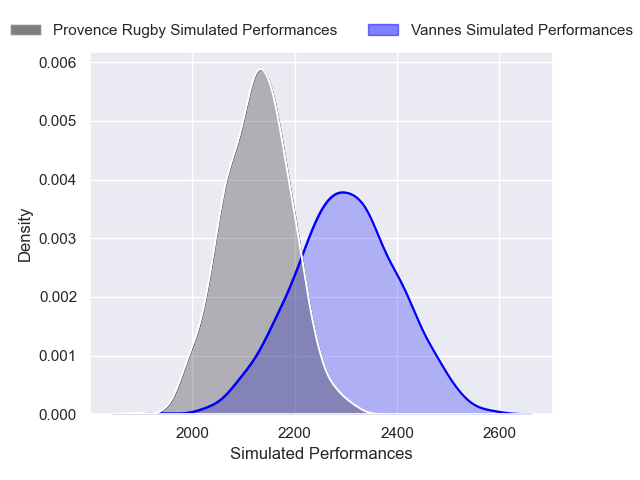 Provence Rugby Simulated Performances Vannes Simulated Performances
0.006
0.005
0.004
0.003
0.002
0.001
0.000
Density
2000 2200 2400 2600
Simulated Performances